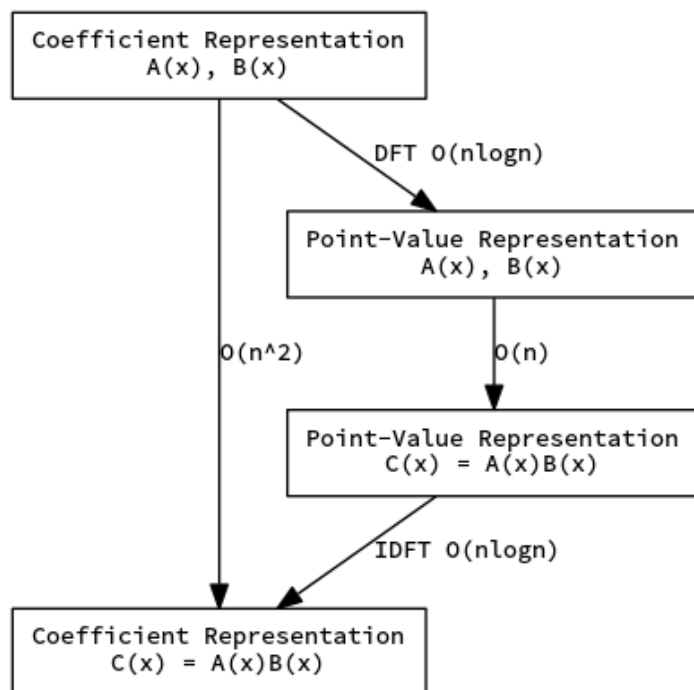 Coefficient Representation
A(x), B(x)
DFT O(nlogn)
Point-Value Representation
A(x), B(x)
O(n^2)
O(n)
Point-Value Representation
C(x) = A(x)B(x)
IDFT O(nlogn)
Coefficient Representation
C(x) = A(x)B(x)